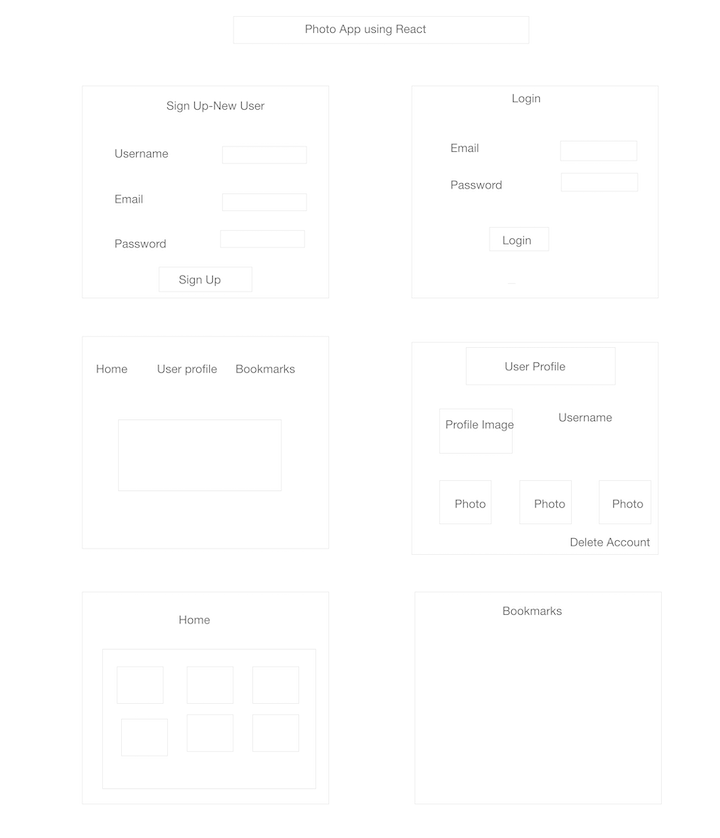 Photo App using React
Sign Up-New User
Username
Email
Password
Sign Up
Login
Email
Password
Login
Home User profile Bookmarks
User Profile
Profile Image Username
Photo Photo Photo
Delete Account
Home
Bookmarks